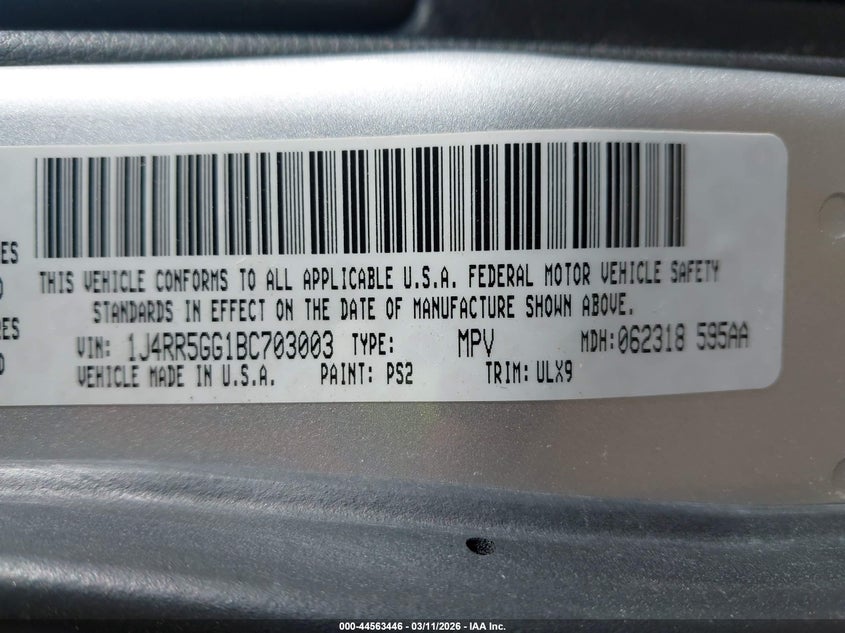 ES
THIS VEHICLE CONFORMS TO ALL APPLICABLE U.S.A. FEDERAL MOTOR VEHICLE SAFETY
STANDARDS IN EFFECT ON THE DATE OF MANUFACTURE SHOWN ABOVE.
RES
VIN: 1J4RR5GG1BC703003 TYPE: MPV MDH: 062318 595AA
VEHICLE MADE IN U.S.A. PAINT: PS2 TRIM: ULX9
000-44563446 - 03/11/2026 - IAA Inc.